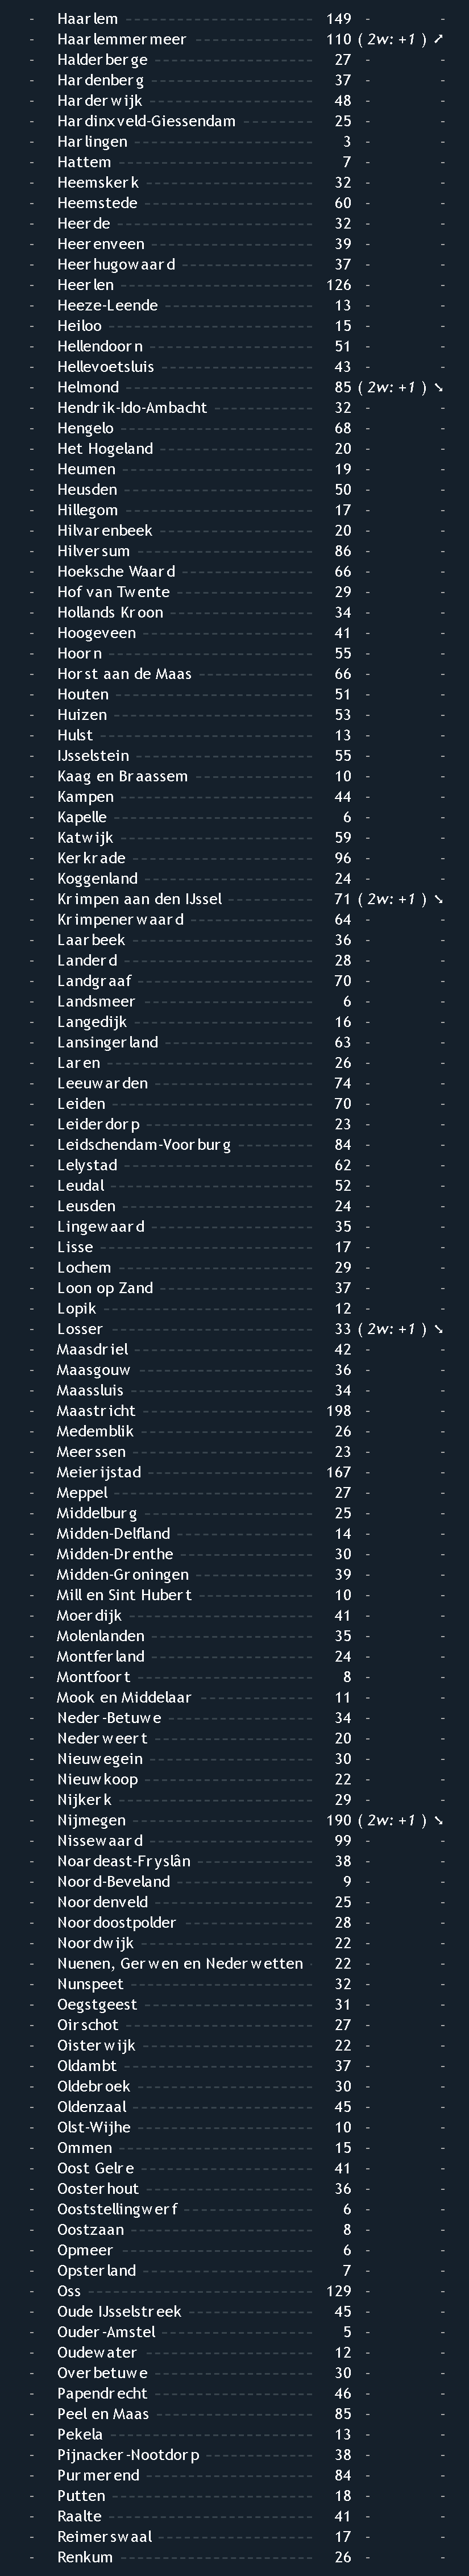 - Haarlem 149 - -
- Haarlemmermeer 110 ( 2w: +1 ) ➚
- Halderberge 27 - -
- Hardenberg 37 - -
- Harderwijk 48 - -
- Hardinxveld-Giessendam 25 - -
- Harlingen 3 - -
- Hattem 7 - -
- Heemskerk 32 - -
- Heemstede 60 - -
- Heerde 32 - -
- Heerenveen 39 - -
- Heerhugowaard 37 - -
- Heerlen 126 - -
- Heeze-Leende 13 - -
- Heiloo 15 - -
- Hellendoorn 51 - -
- Hellevoetsluis 43 - -
- Helmond 85 ( 2w: +1 ) ➘
- Hendrik-Ido-Ambacht 32 - -
- Hengelo 68 - -
- Het Hogeland 20 - -
- Heumen 19 - -
- Heusden 50 - -
- Hillegom 17 - -
- Hilvarenbeek 20 - -
- Hilversum 86 - -
- Hoeksche Waard 66 - -
- Hof van Twente 29 - -
- Hollands Kroon 34 - -
- Hoogeveen 41 - -
- Hoorn 55 - -
- Horst aan de Maas 66 - -
- Houten 51 - -
- Huizen 53 - -
- Hulst 13 - -
- IJsselstein 55 - -
- Kaag en Braassem 10 - -
- Kampen 44 - -
- Kapelle 6 - -
- Katwijk 59 - -
- Kerkrade 96 - -
- Koggenland 24 - -
- Krimpen aan den IJssel 71 ( 2w: +1 ) ➘
- Krimpenerwaard 64 - -
- Laarbeek 36 - -
- Landerd 28 - -
- Landgraaf 70 - -
- Landsmeer 6 - -
- Langedijk 16 - -
- Lansingerland 63 - -
- Laren 26 - -
- Leeuwarden 74 - -
- Leiden 70 - -
- Leiderdorp 23 - -
- Leidschendam-Voorburg 84 - -
- Lelystad 62 - -
- Leudal 52 - -
- Leusden 24 - -
- Lingewaard 35 - -
- Lisse 17 - -
- Lochem 29 - -
- Loon op Zand 37 - -
- Lopik 12 - -
- Losser 33 ( 2w: +1 ) ➘
- Maasdriel 42 - -
- Maasgouw 36 - -
- Maassluis 34 - -
- Maastricht 198 - -
- Medemblik 26 - -
- Meerssen 23 - -
- Meierijstad 167 - -
- Meppel 27 - -
- Middelburg 25 - -
- Midden-Delfland 14 - -
- Midden-Drenthe 30 - -
- Midden-Groningen 39 - -
- Mill en Sint Hubert 10 - -
- Moerdijk 41 - -
- Molenlanden 35 - -
- Montferland 24 - -
- Montfoort 8 - -
- Mook en Middelaar 11 - -
- Neder-Betuwe 34 - -
- Nederweert 20 - -
- Nieuwegein 30 - -
- Nieuwkoop 22 - -
- Nijkerk 29 - -
- Nijmegen 190 ( 2w: +1 ) ➘
- Nissewaard 99 - -
- Noardeast-Fryslân 38 - -
- Noord-Beveland 9 - -
- Noordenveld 25 - -
- Noordoostpolder 28 - -
- Noordwijk 22 - -
- Nuenen, Gerwen en Nederwetten 22 - -
- Nunspeet 32 - -
- Oegstgeest 31 - -
- Oirschot 27 - -
- Oisterwijk 22 - -
- Oldambt 37 - -
- Oldebroek 30 - -
- Oldenzaal 45 - -
- Olst-Wijhe 10 - -
- Ommen 15 - -
- Oost Gelre 41 - -
- Oosterhout 36 - -
- Ooststellingwerf 6 - -
- Oostzaan 8 - -
- Opmeer 6 - -
- Opsterland 7 - -
- Oss 129 - -
- Oude IJsselstreek 45 - -
- Ouder-Amstel 5 - -
- Oudewater 12 - -
- Overbetuwe 30 - -
- Papendrecht 46 - -
- Peel en Maas 85 - -
- Pekela 13 - -
- Pijnacker-Nootdorp 38 - -
- Purmerend 84 - -
- Putten 18 - -
- Raalte 41 - -
- Reimerswaal 17 - -
- Renkum 26 - -